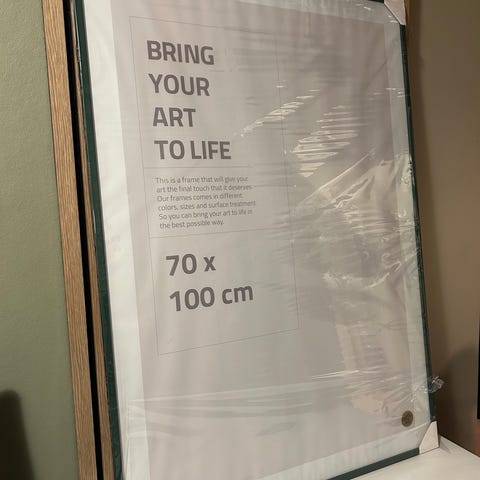 BRING
YOUR
ART
TO LIFE
This is a frame that will give your
art the final touch that it deserves.
Our frames comes in different
colors, sizes and surface treatment.
So you can bring your art to life in
the best possible way.
70 x
100 cm